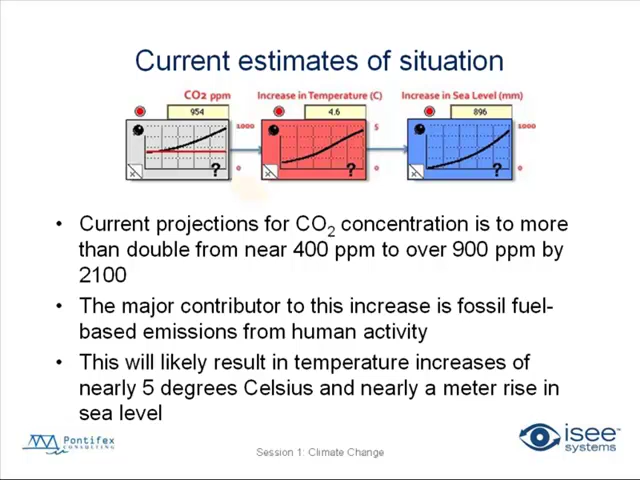 Current estimates of situation
CO2 ppm
Increase in Temperature (C)
Increase in Sea Level (mm)
954
4.6
896
1000
5
1000
?
?
?
0
0
0
• Current projections for CO2 concentration is to more
than double from near 400 ppm to over 900 ppm by
2100
• The major contributor to this increase is fossil fuel-
based emissions from human activity
• This will likely result in temperature increases of
nearly 5 degrees Celsius and nearly a meter rise in
sea level
Pontifex
CONSULTING
Session 1: Climate Change
isee
systems